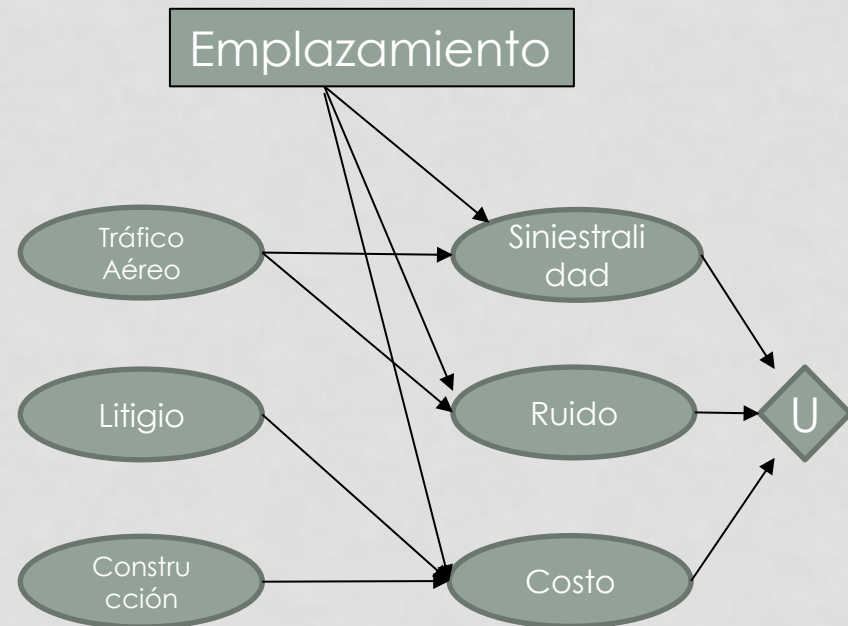 Emplazamiento
Tráfico
Aéreo
Siniestrali
dad
Litigio
Ruido
U
Constru
cción
Costo